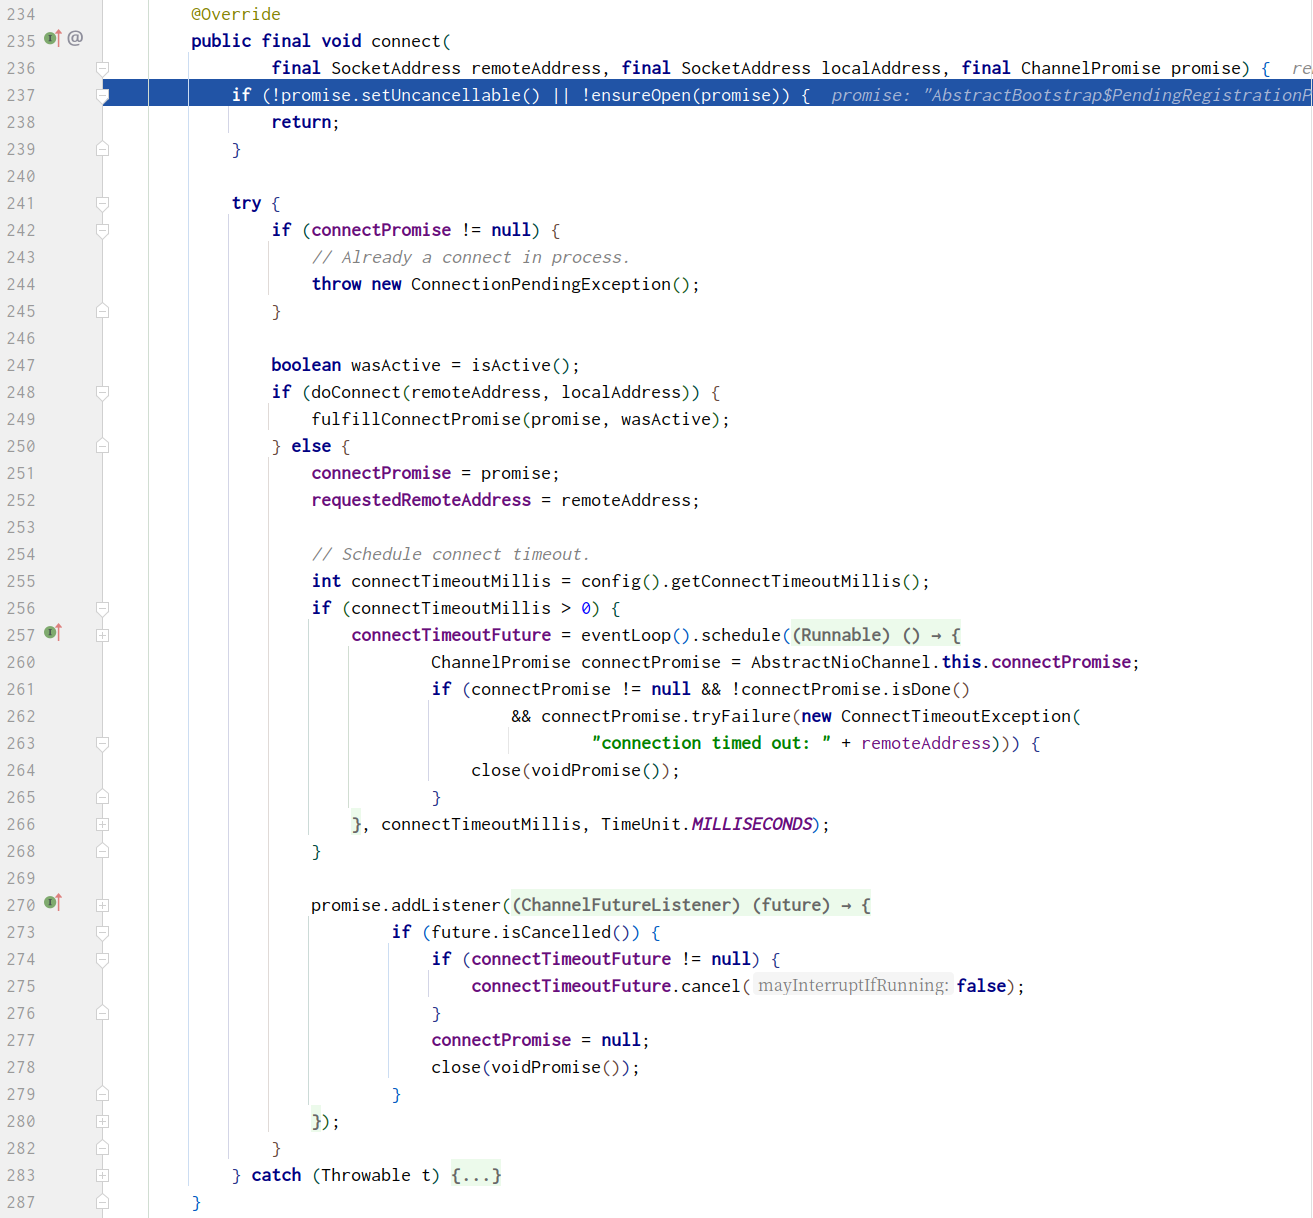 234 @Override
235 @ public final void connect(
236 final SocketAddress remoteAddress, final SocketAddress localAddress, final ChannelPromise promise) { re
237 if (!promise.setUncancellable() || !ensureOpen(promise)) { promise: "AbstractBootstrap$PendingRegistrationP
238 return;
239 }
240
241 try {
242 if (connectPromise != null) {
243 // Already a connect in process.
244 throw new ConnectionPendingException();
245 }
246
247 boolean wasActive = isActive();
248 if (doConnect(remoteAddress, localAddress)) {
249 fulfillConnectPromise(promise, wasActive);
250 } else {
251 connectPromise = promise;
252 requestedRemoteAddress = remoteAddress;
253
254 // Schedule connect timeout.
255 int connectTimeoutMillis = config().getConnectTimeoutMillis();
256 if (connectTimeoutMillis > 0) {
257 connectTimeoutFuture = eventLoop().schedule((Runnable) () → {
260 ChannelPromise connectPromise = AbstractNioChannel.this.connectPromise;
261 if (connectPromise != null && !connectPromise.isDone()
262 && connectPromise.tryFailure(new ConnectTimeoutException(
263 "connection timed out: " + remoteAddress))) {
264 close(voidPromise());
265 }
266 }, connectTimeoutMillis, TimeUnit.MILLISECONDS);
268 }
269
270 promise.addListener((ChannelFutureListener) (future) → {
273 if (future.isCancelled()) {
274 if (connectTimeoutFuture != null) {
275 connectTimeoutFuture.cancel( mayInterruptIfRunning: false);
276 }
277 connectPromise = null;
278 close(voidPromise());
279 }
280 });
282 }
283 } catch (Throwable t) {...}
287 }